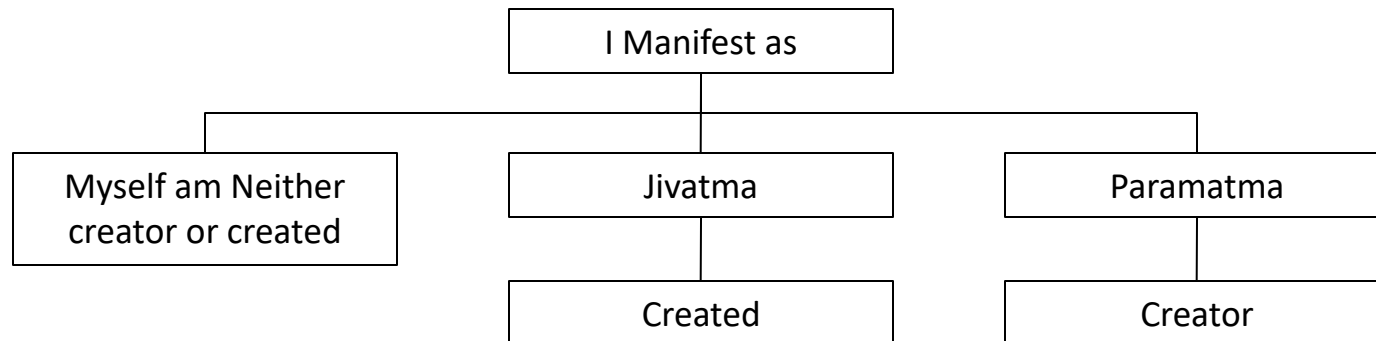 I Manifest as
Myself am Neither
creator or created
Jivatma
Paramatma
Created
Creator